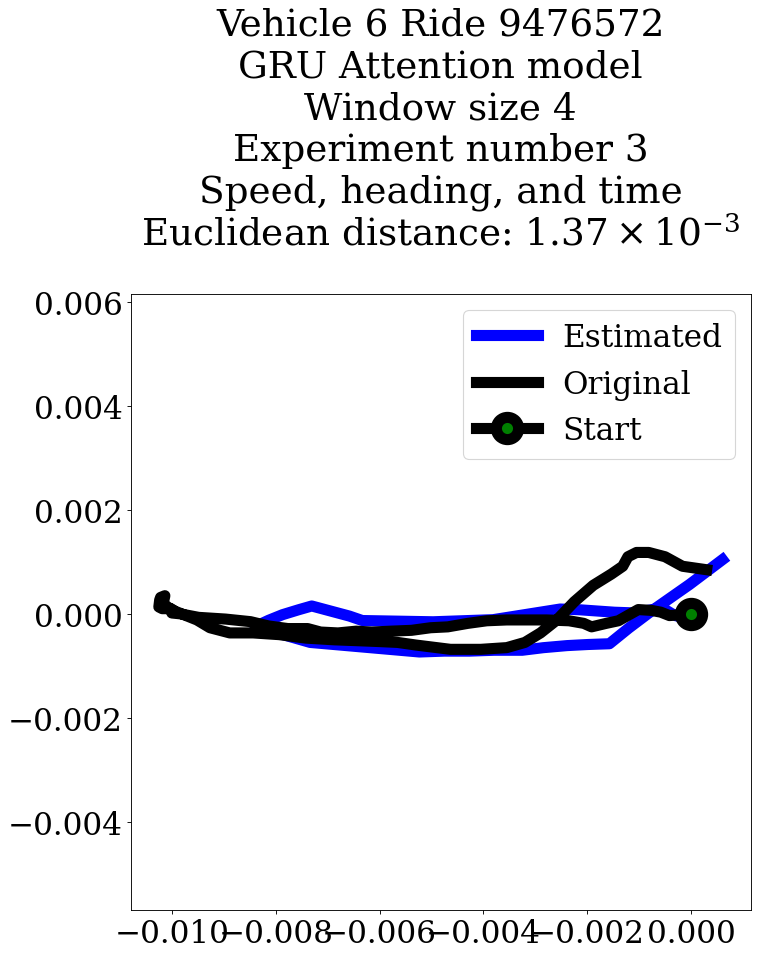 Vehicle 6 Ride 9476572
GRU Attention model
Window size 4
Experiment number 3
Speed, heading, and time
Euclidean distance: 1.37 × 10⁻³
0.006
0.004
0.002
0.000
−0.002
−0.004
Estimated
Original
Start
−0.010 −0.008 −0.006 −0.004 −0.002 0.000